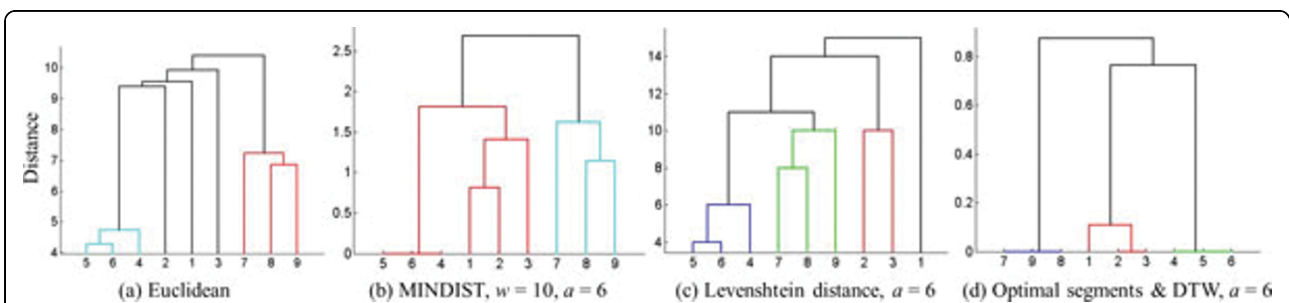 Distance
10
9
8
7
6
5
4
5 6 4 2 1 3 7 8 9
(a) Euclidean
2.5
2
1.5
1
0.5
0
5 6 4 1 2 3 7 8 9
(b) MINDIST, w = 10, a = 6
14
12
10
8
6
4
5 6 4 7 8 9 2 3 1
(c) Levenshtein distance, a = 6
0.8
0.6
0.4
0.2
0
7 9 8 1 2 3 4 5 6
(d) Optimal segments & DTW, a = 6